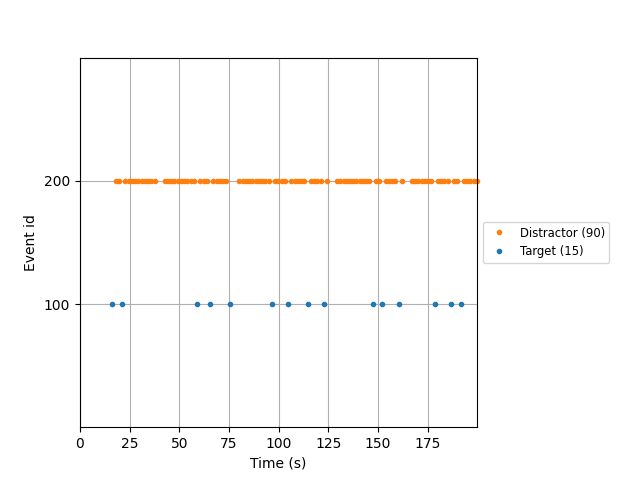 200
100
Event id
0 25 50 75 100 125 150 175
Time (s)
Distractor (90)
Target (15)